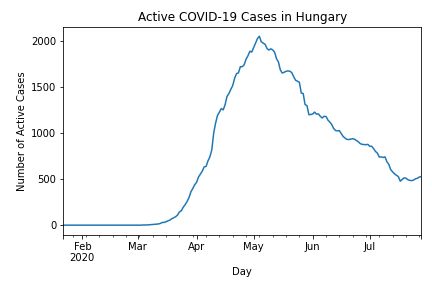 Active COVID-19 Cases in Hungary
Number of Active Cases
2000
1500
1000
500
0
Feb Mar Apr May Jun Jul
2020
Day